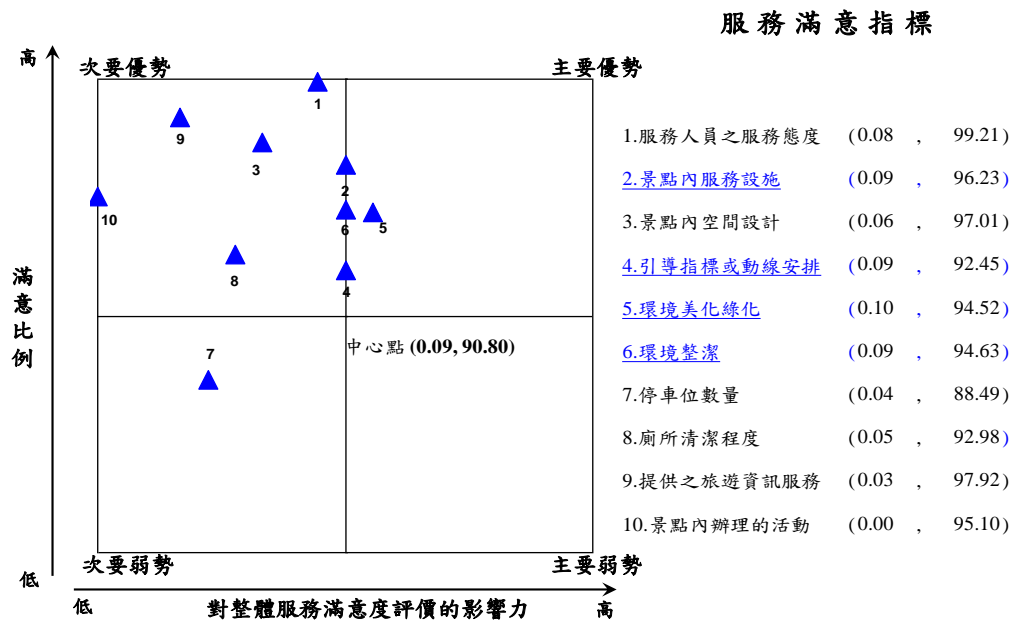 服務滿意指標
高
次要優勢
主要優勢
1
9
3
2
10
6
5
8
4
滿意比例
中心點 (0.09, 90.80)
7
次要弱勢
主要弱勢
低
低
對整體服務滿意度評價的影響力
高
1.服務人員之服務態度 (0.08 , 99.21)
2.景點內服務設施 (0.09 , 96.23)
3.景點內空間設計 (0.06 , 97.01)
4.引導指標或動線安排 (0.09 , 92.45)
5.環境美化綠化 (0.10 , 94.52)
6.環境整潔 (0.09 , 94.63)
7.停車位數量 (0.04 , 88.49)
8.廁所清潔程度 (0.05 , 92.98)
9.提供之旅遊資訊服務 (0.03 , 97.92)
10.景點內辦理的活動 (0.00 , 95.10)